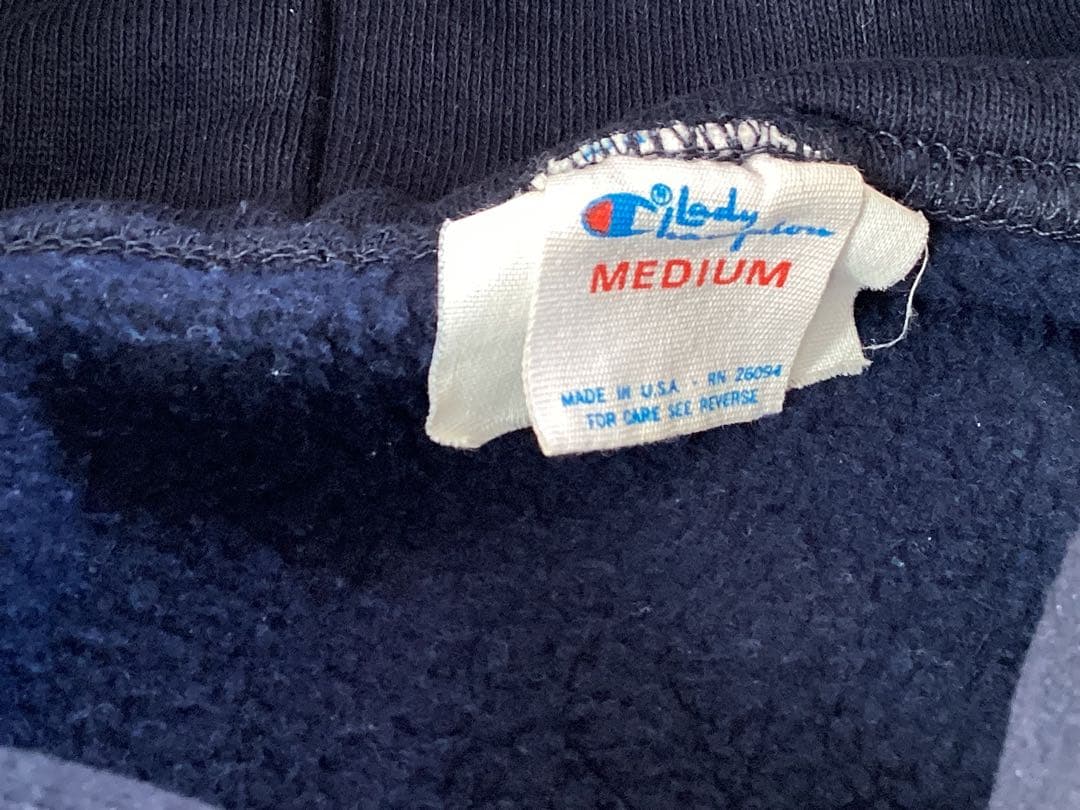 ® Lady
Champion
MEDIUM
MADE IN U.S.A. - RN 26094
FOR CARE SEE REVERSE